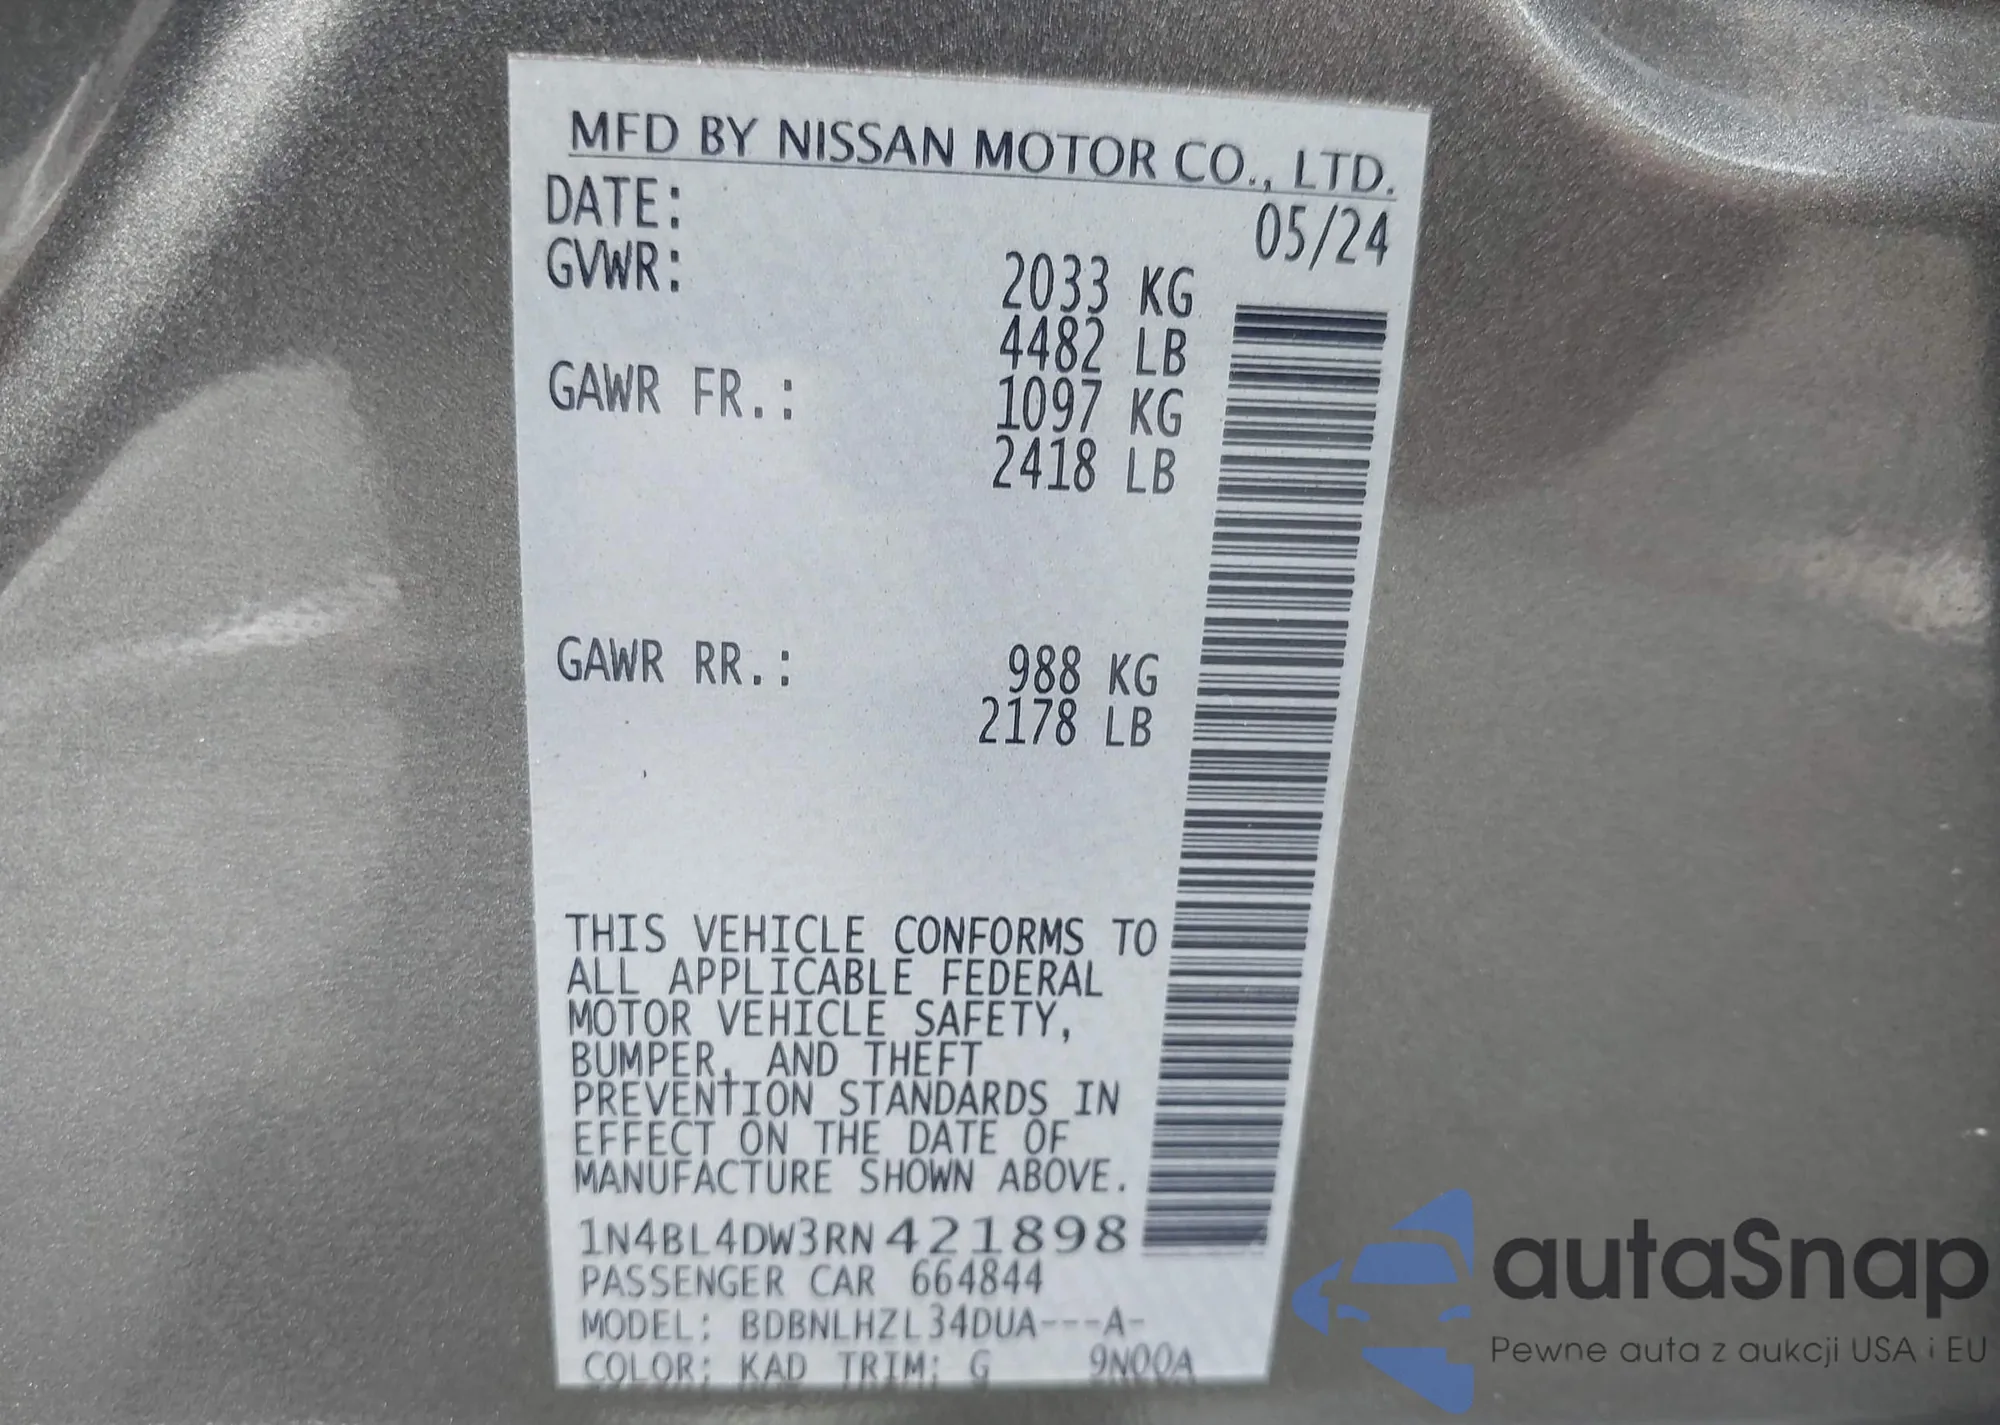 MFD BY NISSAN MOTOR CO., LTD.
DATE: 05/24
GVWR: 2033 KG
4482 LB
GAWR FR.: 1097 KG
2418 LB
GAWR RR.: 988 KG
2178 LB
THIS VEHICLE CONFORMS TO
ALL APPLICABLE FEDERAL
MOTOR VEHICLE SAFETY,
BUMPER, AND THEFT
PREVENTION STANDARDS IN
EFFECT ON THE DATE OF
MANUFACTURE SHOWN ABOVE.
1N4BL4DW3RN421898
PASSENGER CAR 664844
MODEL: BDBNLHZL34DUA---A-
COLOR: KAD TRIM: G 9N00A
autaSnap
Pewne auta z aukcji USA i EU